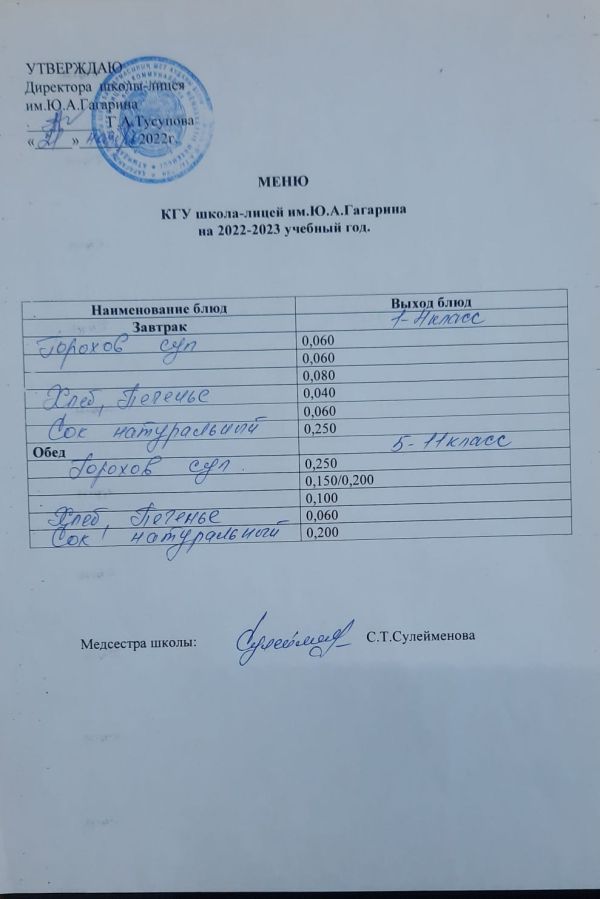 УТВЕРЖДАЮ
Директора школы-лицея
им.Ю.А.Гагарина
Г.А.Тусупова
« 21 » 2022г.
МЕНЮ
КГУ школа-лицей им.Ю.А.Гагарина
на 2022-2023 учебный год.
Наименование блюд Выход блюд
Завтрак 1-4класс
Горохов суп 0,060
0,060
0,080
Хлеб, Печенье 0,040
0,060
Сок натуральный 0,250
Обед 5-11класс
Горохов суп. 0,250
0,150/0,200
0,100
Хлеб, Печенье 0,060
Сок натуральный 0,200
Медсестра школы: С.Т.Сулейменова